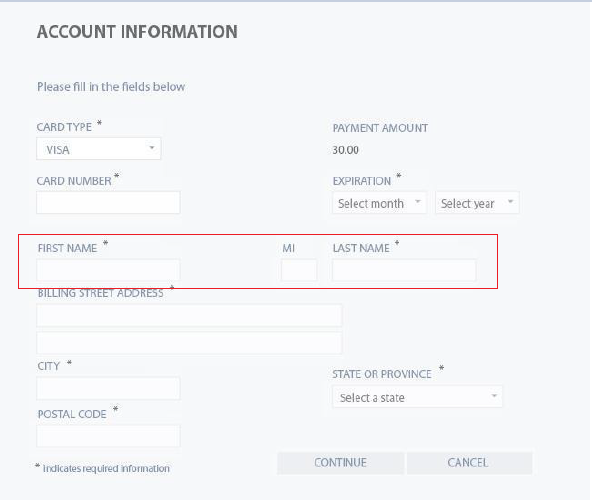 ACCOUNT INFORMATION
Please fill in the fields below
CARD TYPE * PAYMENT AMOUNT
VISA 30.00
CARD NUMBER * EXPIRATION *
Select month Select year
FIRST NAME * MI LAST NAME *
BILLING STREET ADDRESS *
CITY * STATE OR PROVINCE *
Select a state
POSTAL CODE *
CONTINUE CANCEL
* Indicates required information